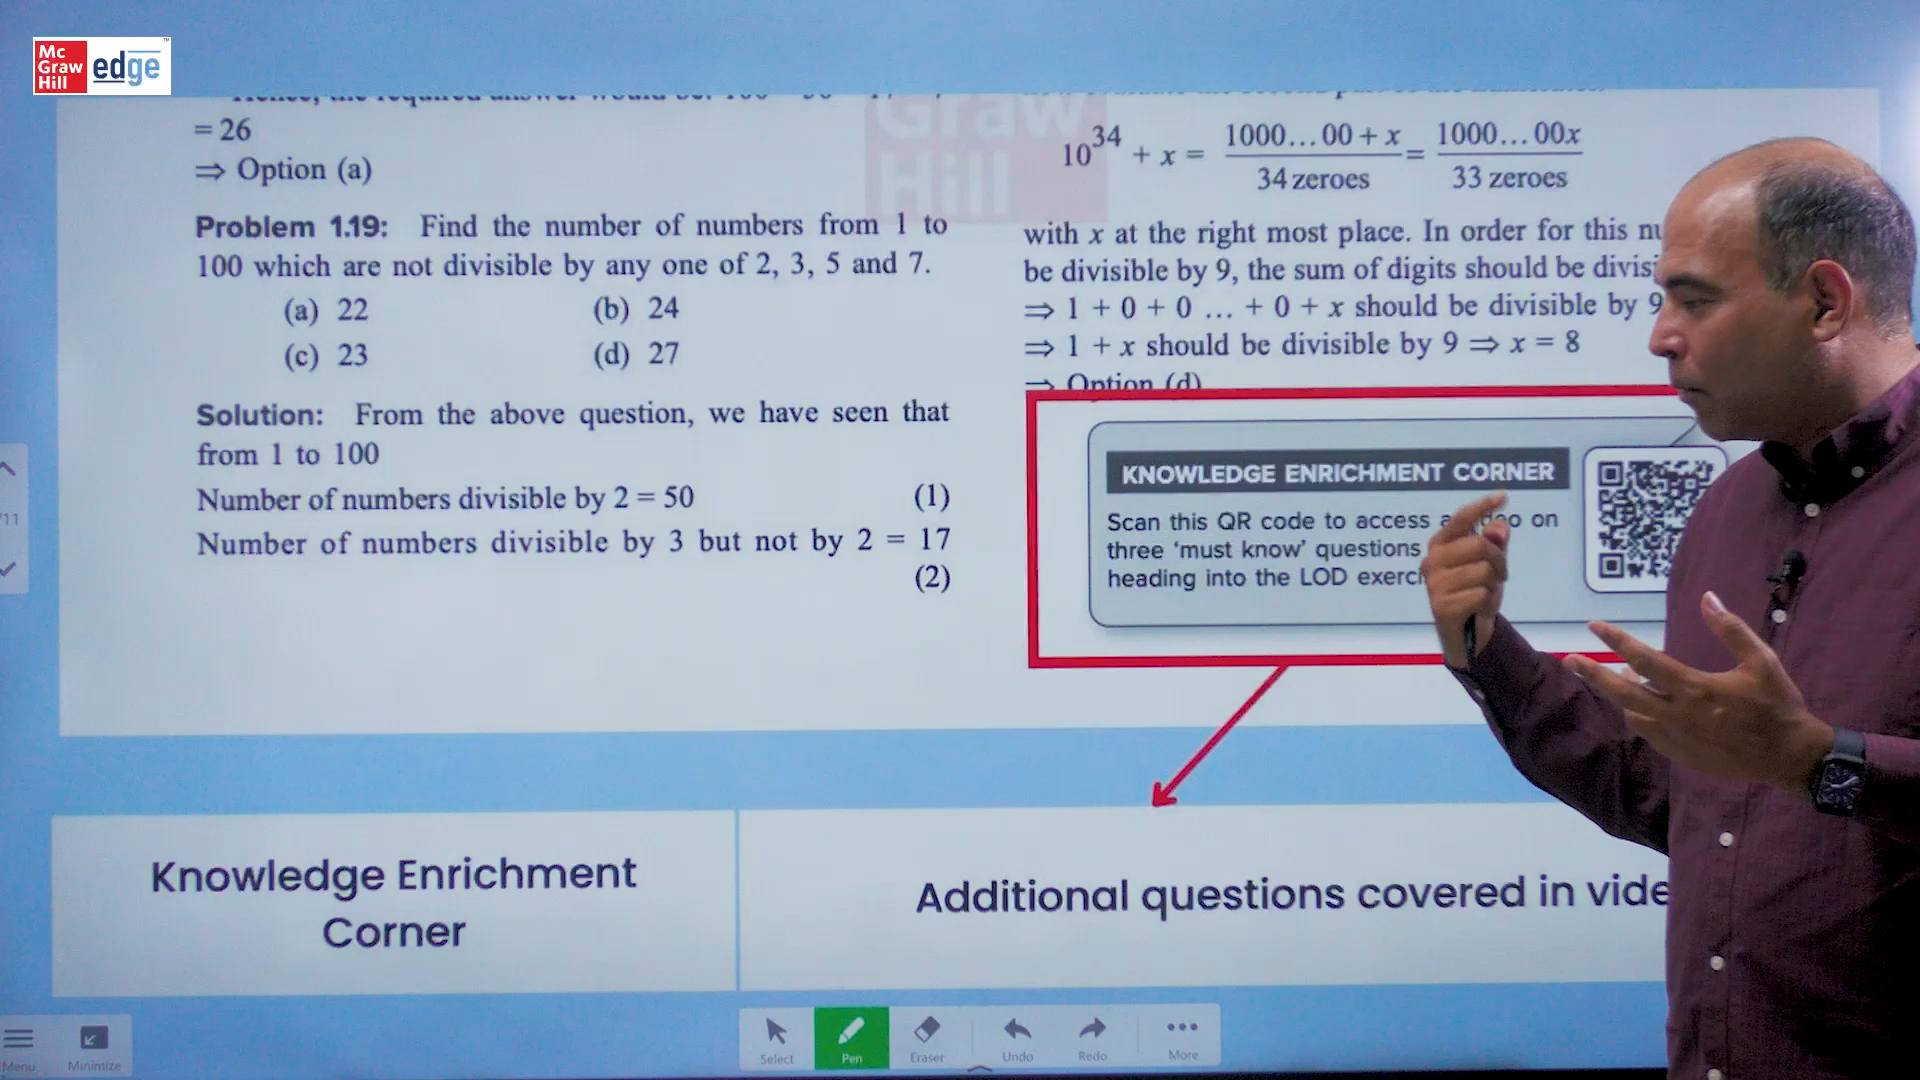 Mc
Graw
Hill
edge
= 26
⇒ Option (a)
Problem 1.19: Find the number of numbers from 1 to
100 which are not divisible by any one of 2, 3, 5 and 7.
(a) 22
(b) 24
(c) 23
(d) 27
Solution: From the above question, we have seen that
from 1 to 100
Number of numbers divisible by 2 = 50 (1)
Number of numbers divisible by 3 but not by 2 = 17
(2)
Graw
Hill
10^34 + x = (1000...00 + x)/(34 zeroes) = (1000...00x)/(33 zeroes)
with x at the right most place. In order for this
be divisible by 9, the sum of digits should be
⇒ 1 + 0 + 0 ... + 0 + x should be divisible by 9
⇒ 1 + x should be divisible by 9 ⇒ x = 8
⇒ Option (d)
KNOWLEDGE ENRICHMENT CORNER
Scan this QR code to access on
three ‘must know’ questions
heading into the LOD
Knowledge Enrichment
Corner
Additional questions covered in
Menu
Minimize
Select
Pen
Eraser
Undo
Redo
More